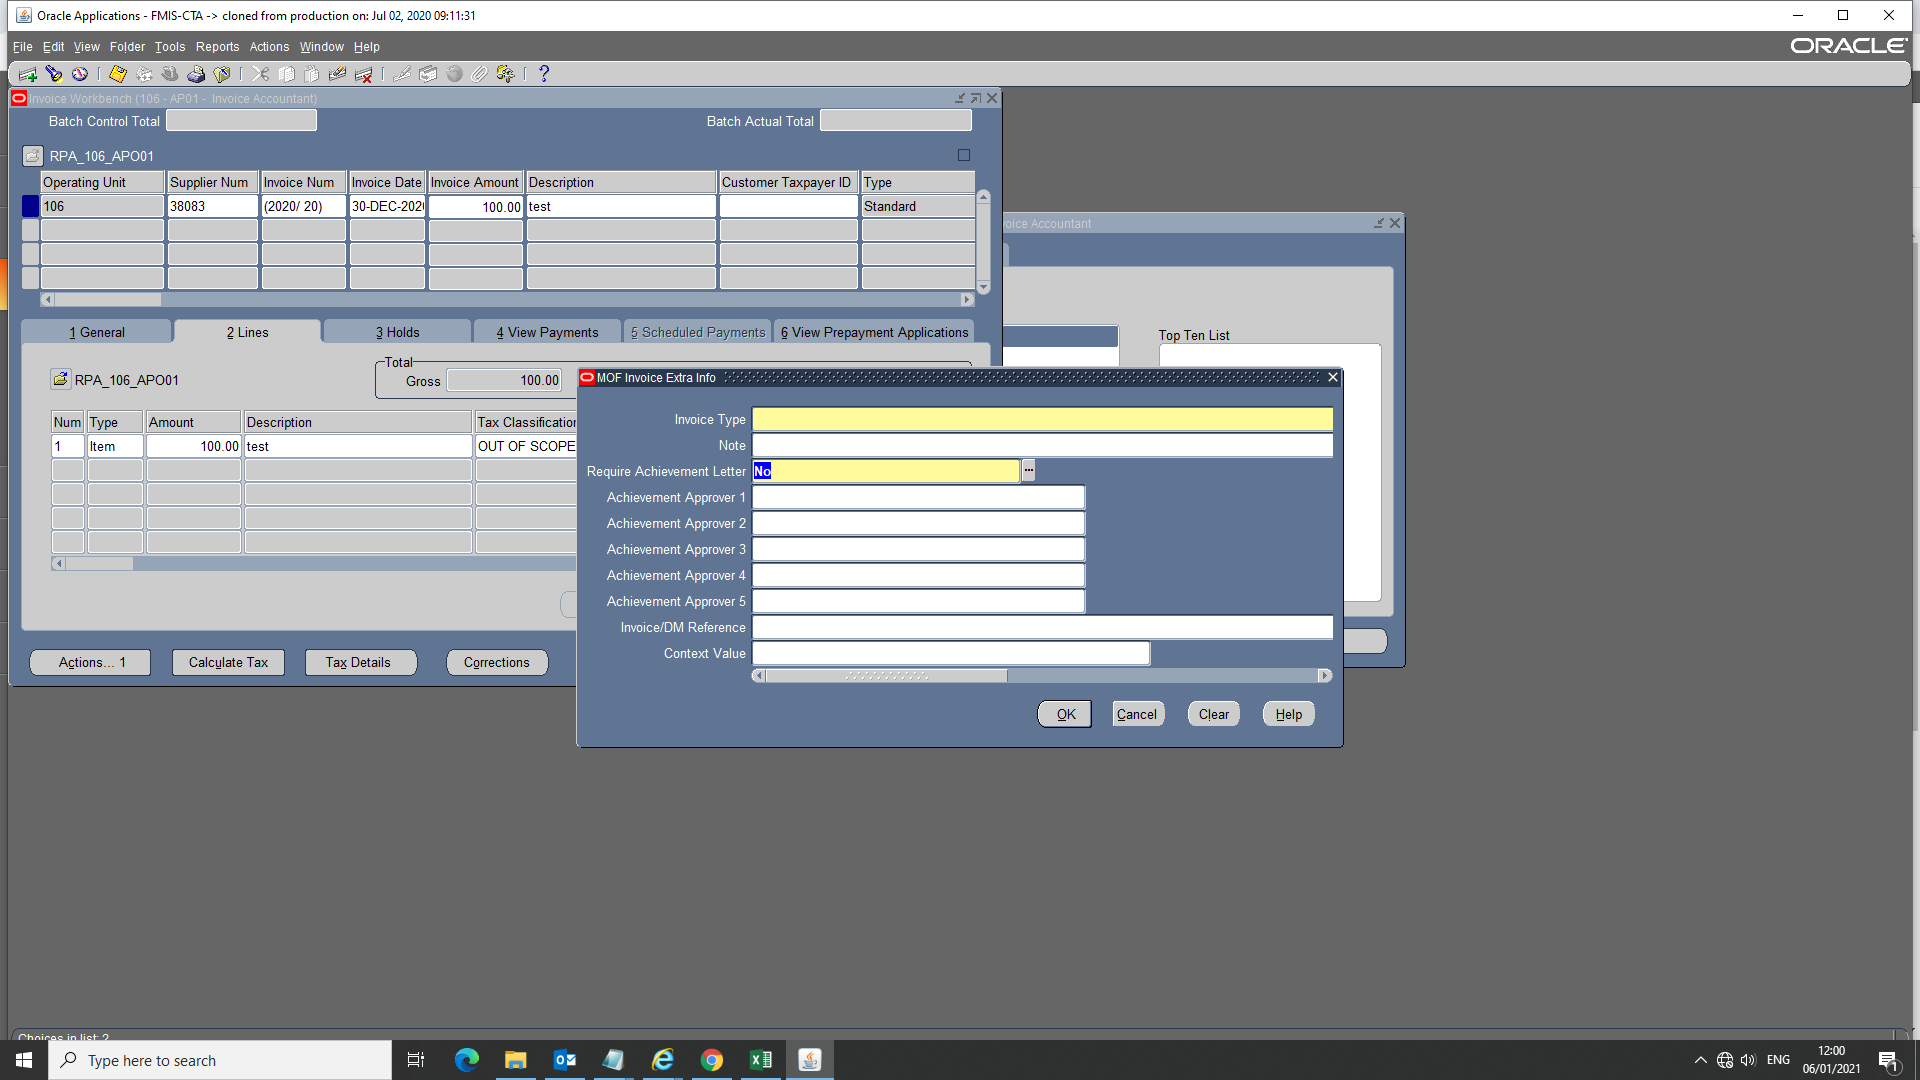 Oracle Applications - FMIS-CTA -> cloned from production on: Jul 02, 2020 09:11:31
File Edit View Folder Tools Reports Actions Window Help
ORACLE
Invoice Workbench (106 - AP01 - Invoice Accountant)
Batch Control Total
Batch Actual Total
RPA_106_APO01
Operating Unit Supplier Num Invoice Num Invoice Date Invoice Amount Description Customer Taxpayer ID Type
106 38083 (2020/ 20) 30-DEC-202 100.00 test Standard
oice Accountant
1 General 2 Lines 3 Holds 4 View Payments 5 Scheduled Payments 6 View Prepayment Applications
Top Ten List
Total
RPA_106_APO01
Gross 100.00
Num Type Amount Description Tax Classification
1 Item 100.00 test OUT OF SCOPE
MOF Invoice Extra Info
Invoice Type
Note
Require Achievement Letter No ...
Achievement Approver 1
Achievement Approver 2
Achievement Approver 3
Achievement Approver 4
Achievement Approver 5
Invoice/DM Reference
Context Value
OK Cancel Clear Help
Actions... 1 Calculate Tax Tax Details Corrections
Choices in list: 2
Type here to search
ENG
12:00
06/01/2021
1